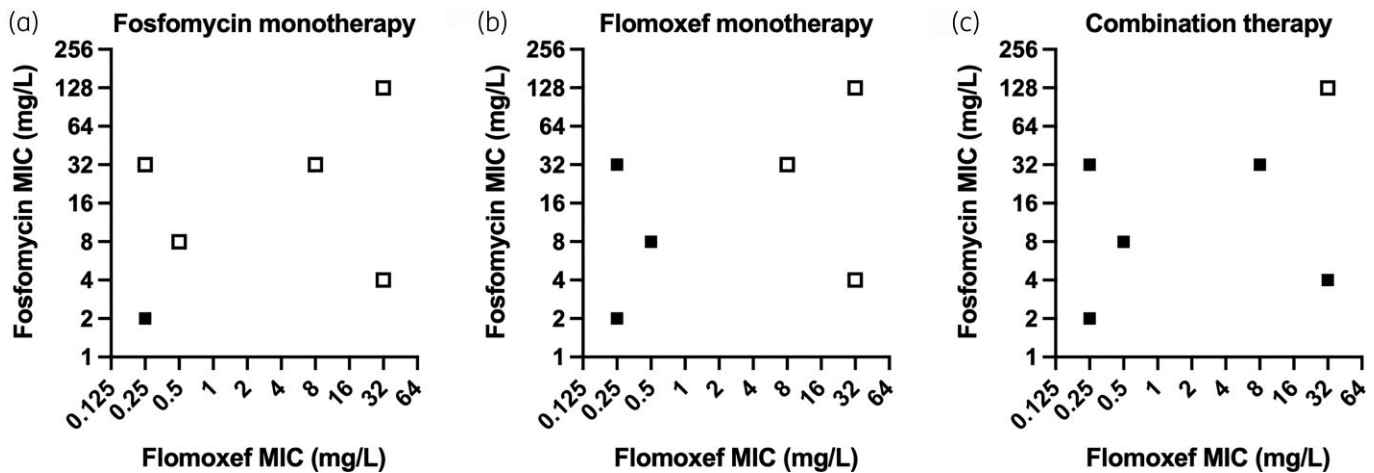 (a) Fosfomycin monotherapy
Fosfomycin MIC (mg/L)
256
128
64
32
16
8
4
2
1
0.125 0.25 0.5 1 2 4 8 16 32 64
Flomoxef MIC (mg/L)
(b) Flomoxef monotherapy
Fosfomycin MIC (mg/L)
256
128
64
32
16
8
4
2
1
0.125 0.25 0.5 1 2 4 8 16 32 64
Flomoxef MIC (mg/L)
(c) Combination therapy
Fosfomycin MIC (mg/L)
256
128
64
32
16
8
4
2
1
0.125 0.25 0.5 1 2 4 8 16 32 64
Flomoxef MIC (mg/L)